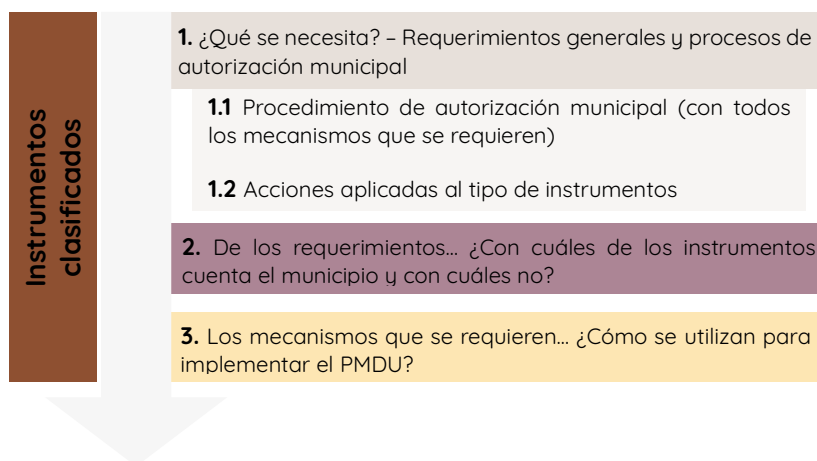 Instrumentos
clasificados
1. ¿Qué se necesita? – Requerimientos generales y procesos de
autorización municipal
1.1 Procedimiento de autorización municipal (con todos
los mecanismos que se requieren)
1.2 Acciones aplicadas al tipo de instrumentos
2. De los requerimientos... ¿Con cuáles de los instrumentos
cuenta el municipio y con cuáles no?
3. Los mecanismos que se requieren... ¿Cómo se utilizan para
implementar el PMDU?